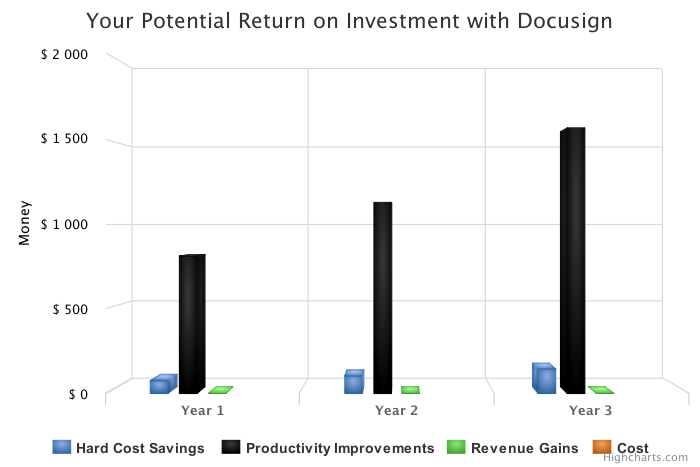 Your Potential Return on Investment with Docusign
$ 2 000
$ 1 500
$ 1 000
$ 500
$ 0
Money
Year 1 Year 2 Year 3
Hard Cost Savings Productivity Improvements Revenue Gains Cost
Highcharts.com